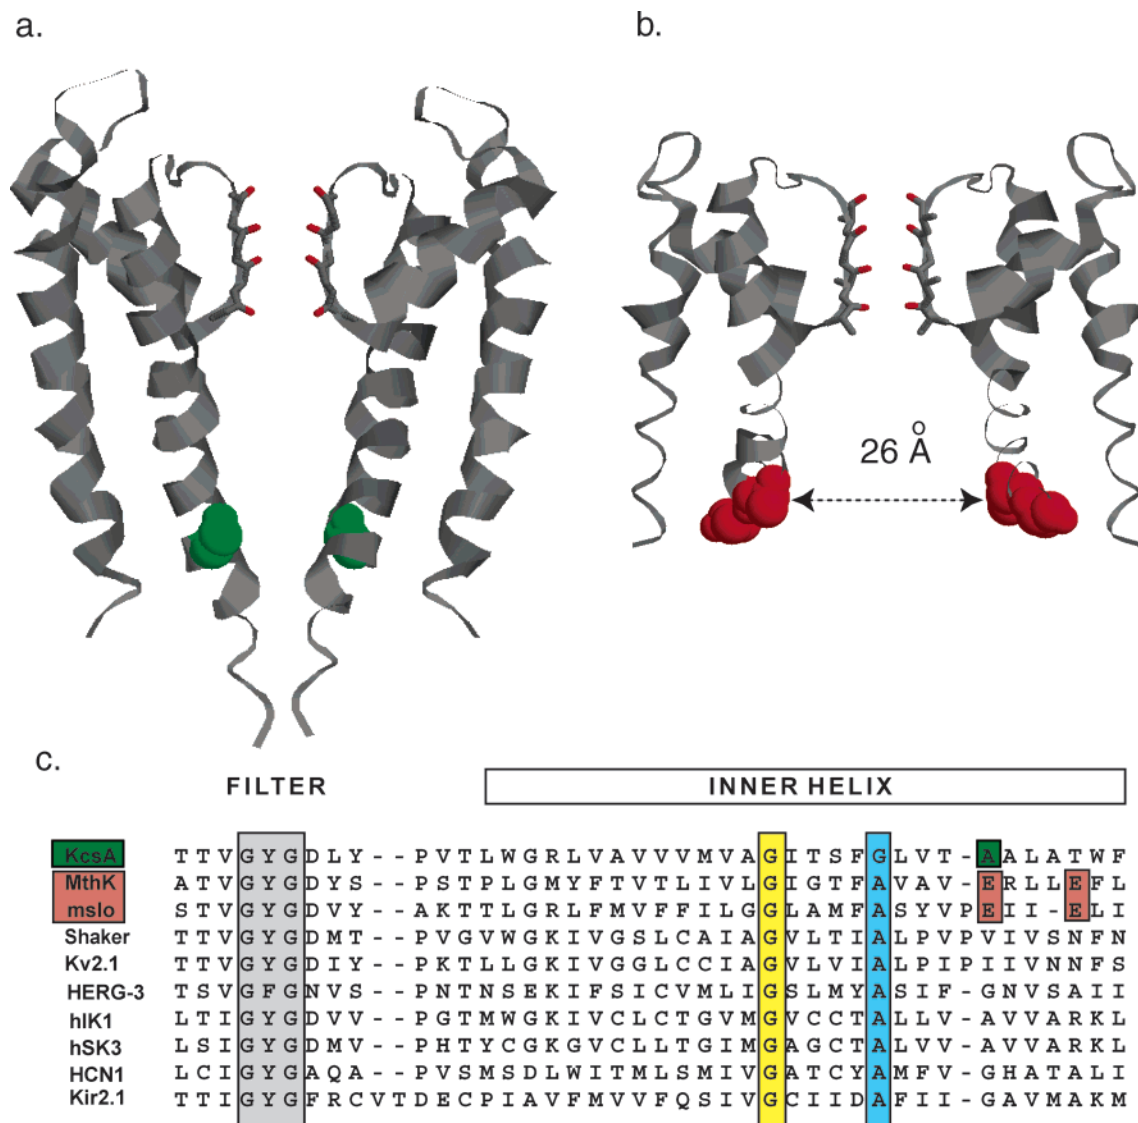 a.
b.
26 Å
c.
FILTER
INNER HELIX
KcsA T T V G Y G D L Y - - P V T L W G R L V A V V V M V A G I T S F G L V T - A A L A T W F
MthK A T V G Y G D Y S - - P S T P L G M Y F T V T L I V L G I G T F A V A V - E R L L E F L
mslo S T V G Y G D V Y - - A K T T L G R L F M V F F I L G G L A M F A S Y V P E I I - E L I
Shaker T T V G Y G D M T - - P V G V W G K I V G S L C A I A G V L T I A L P V P V I V S N F N
Kv2.1 T T V G Y G D I Y - - P K T L L G K I V G G L C C I A G V L V I A L P I P I I V N N F S
HERG-3 T S V G F G N V S - - P N T N S E K I F S I C V M L I G S L M Y A S I F - G N V S A I I
hIK1 L T I G Y G D V V - - P G T M W G K I V C L C T G V M G V C C T A L L V - A V V A R K L
hSK3 L S I G Y G D M V - - P H T Y C G K G V C L L T G I M G A G C T A L V V - A V V A R K L
HCN1 L C I G Y G A Q A - - P V S M S D L W I T M L S M I V G A T C Y A M F V - G H A T A L I
Kir2.1 T T I G Y G F R C V T D E C P I A V F M V V F Q S I V G C I I D A F I I - G A V M A K M